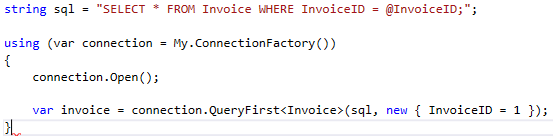 string sql = "SELECT * FROM Invoice WHERE InvoiceID = @InvoiceID;";
using (var connection = My.ConnectionFactory())
{
connection.Open();
var invoice = connection.QueryFirst<Invoice>(sql, new { InvoiceID = 1 });
}